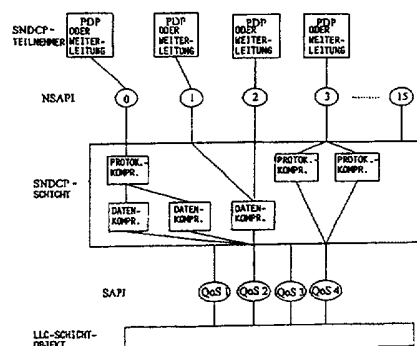 SNDCP-
TEILNEHMER
PDP
ODER
WEITER-
LEITUNG
PDP
ODER
WEITER-
LEITUNG
PDP
ODER
WEITER-
LEITUNG
PDP
ODER
WEITER-
LEITUNG
NSAPI
0
1
2
3
15
SNDCP-
SCHICHT
PROTOK.-
KOMPR.
PROTOK.-
KOMPR.
PROTOK.-
KOMPR.
DATEN-
KOMPR.
DATEN-
KOMPR.
DATEN-
KOMPR.
SAPI
QoS 1
QoS 2
QoS 3
QoS 4
LLC-SCHICHT-
OBJEKT